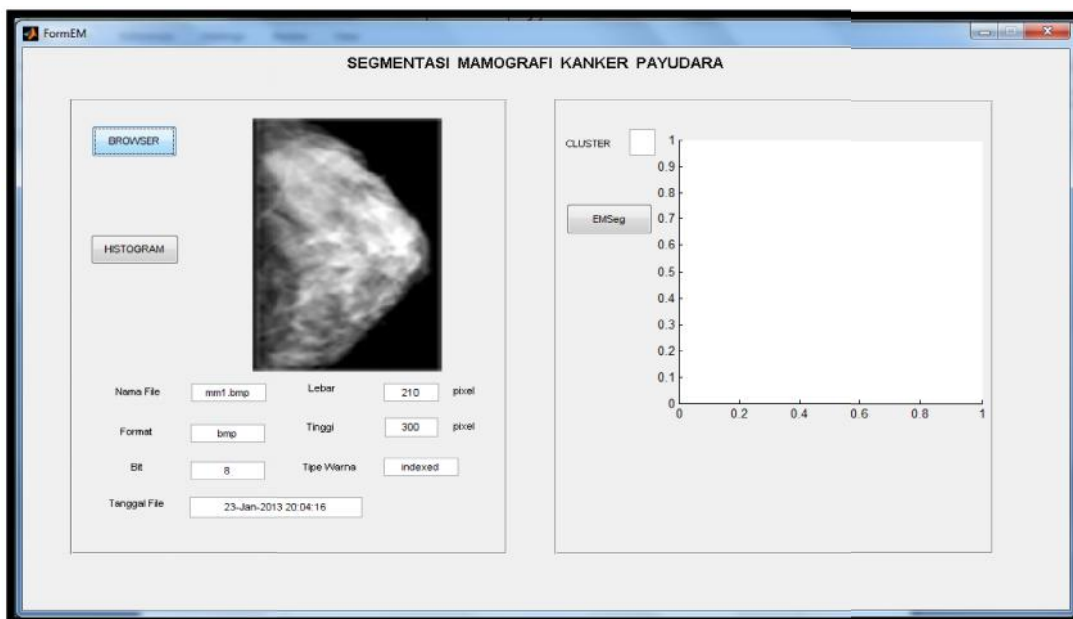 FormEM
SEGMENTASI MAMOGRAFI KANKER PAYUDARA
BROWSER
HISTOGRAM
Nama File mm1.bmp Lebar 210 pixel
Format bmp Tinggi 300 pixel
Bit 8 Tipe Warna indexed
Tanggal File 23-Jan-2013 20:04:16
CLUSTER
EMSeg
1
0.9
0.8
0.7
0.6
0.5
0.4
0.3
0.2
0.1
0
0 0.2 0.4 0.6 0.8 1